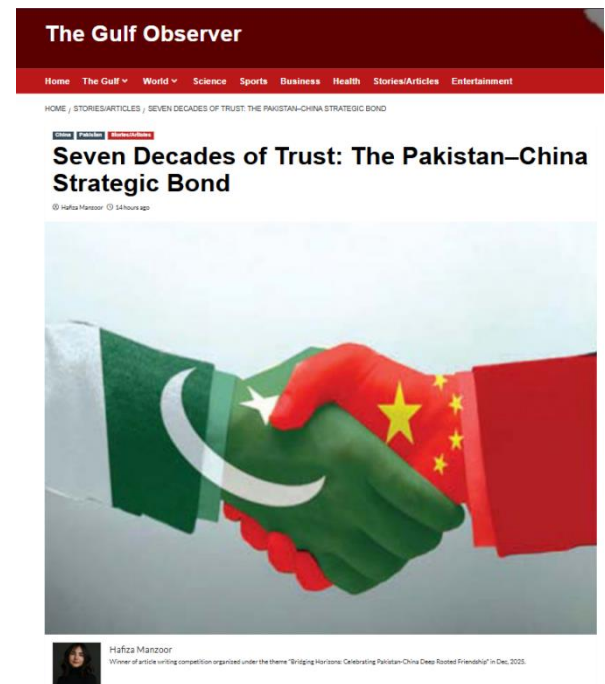 The Gulf Observer
Home The Gulf World Science Sports Business Health Stories/Articles Entertainment
HOME / STORIES/ARTICLES / SEVEN DECADES OF TRUST: THE PAKISTAN–CHINA STRATEGIC BOND
China Pakistan Stories/Articles
Seven Decades of Trust: The Pakistan–China
Strategic Bond
Hafiza Manzoor 14 hours ago
Hafiza Manzoor
Winner of article writing competition organised under the theme "Bridging Horizons: Celebrating Pakistan-China Deep Rooted Friendship" in Dec, 2025.